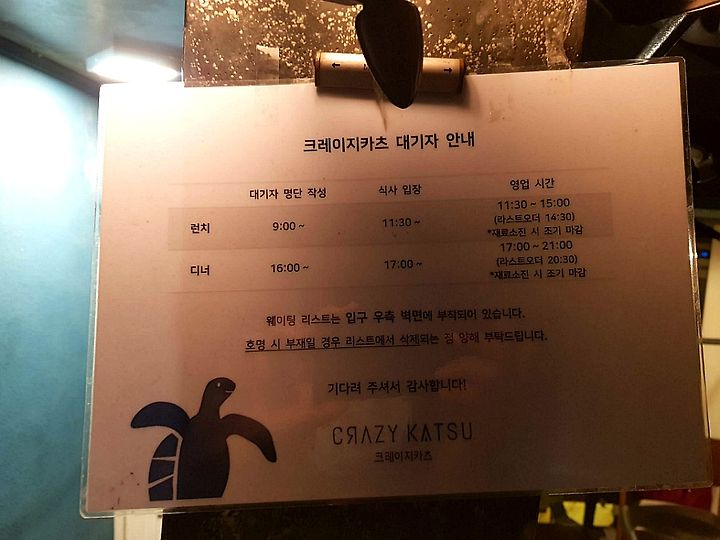 크레이지카츠 대기자 안내
대기자 명단 작성 식사 입장 영업 시간
런치 9:00 ~ 11:30 ~ 11:30 ~ 15:00
(라스트오더 14:30)
*재료소진 시 조기 마감
디너 16:00 ~ 17:00 ~ 17:00 ~ 21:00
(라스트오더 20:30)
*재료소진 시 조기 마감
웨이팅 리스트는 입구 우측 벽면에 부착되어 있습니다.
호명 시 부재일 경우 리스트에서 삭제되는 점 양해 부탁드립니다.
기다려 주셔서 감사합니다!
CRAZY KATSU
크레이지카츠